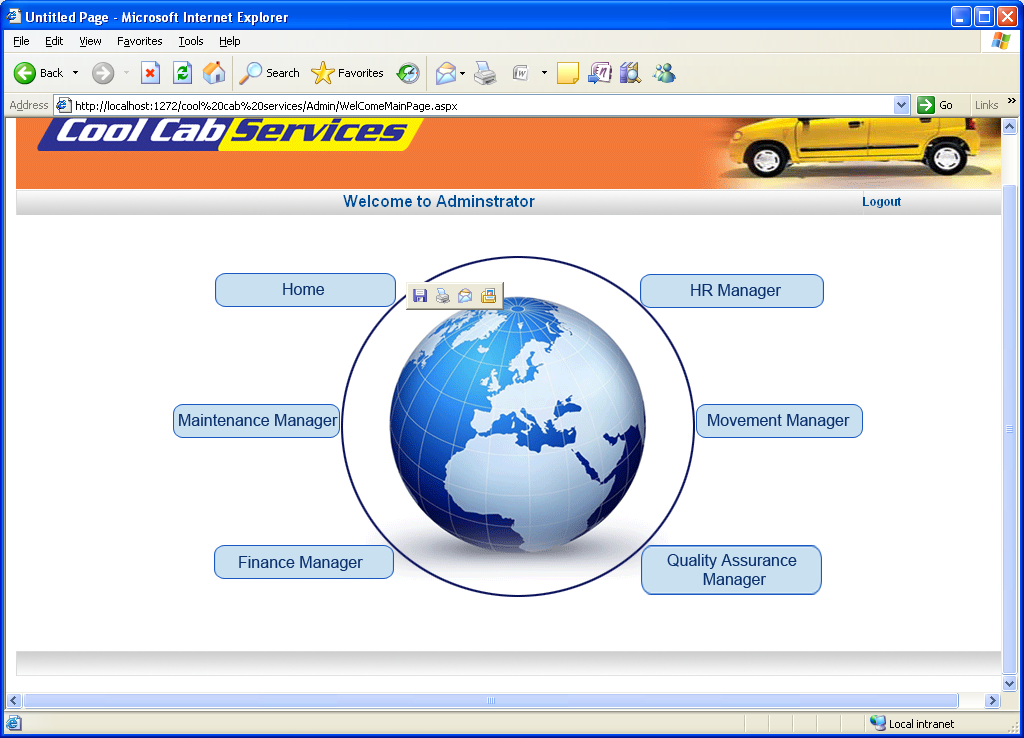 Untitled Page - Microsoft Internet Explorer
File Edit View Favorites Tools Help
Back Search Favorites
Address http://localhost:1272/cool%20cab%20services/Admin/WelComeMainPage.aspx Go Links »
Cool Cab Services
Welcome to Adminstrator Logout
Home HR Manager
Maintenance Manager Movement Manager
Finance Manager Quality Assurance
Manager
Local intranet